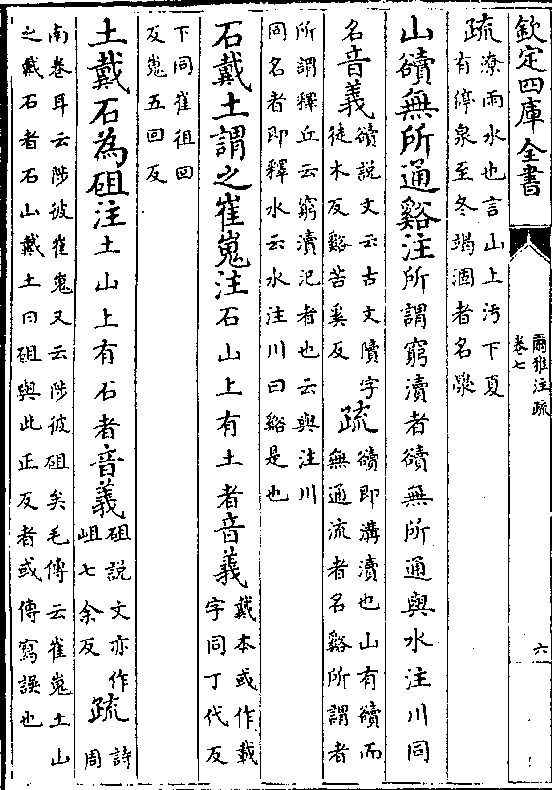 欽定四庫全書
爾雅注疏
卷七
六
疏潦雨水也言山上汚下夏
有停泉至冬竭涸者名澩
山䝱無所通谿注所謂窮瀆者䝱無所通與水注川同
名音義䝱說文云古文隫字
徒木反谿苦奚反
疏䝱即溝瀆也山有䝱而
無通流者名谿所謂者
所謂釋丘云窮瀆汜者也云與注川
同名者即釋水云水注川曰谿是也
石戴土謂之崔嵬注石山上有土者音義戴本或作載
字同丁代反
下同崔徂回
反嵬五回反
土戴石為砠注土山上有石者音義砠說文亦作
岨七余反
疏詩
周
南卷耳云陟彼崔嵬又云陟彼砠矣毛傳云崔嵬土山
之戴石者石山戴土曰砠與此正反者或傳寫誤也